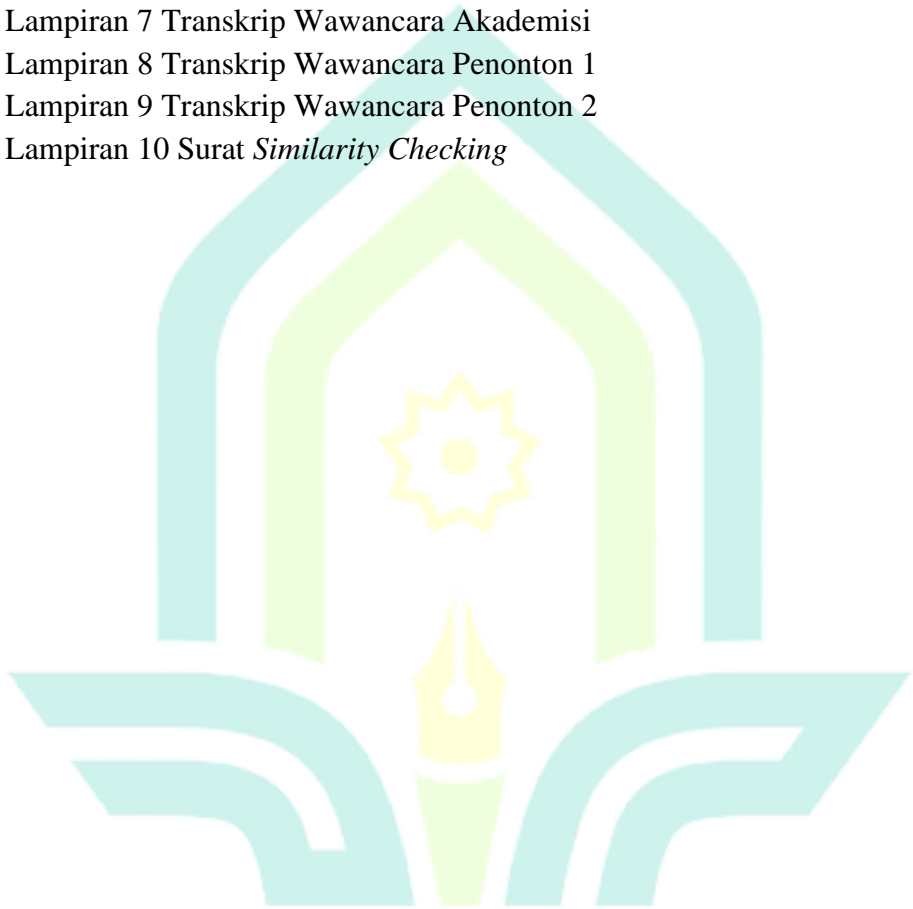 Lampiran 7 Transkrip Wawancara Akademisi
Lampiran 8 Transkrip Wawancara Penonton 1
Lampiran 9 Transkrip Wawancara Penonton 2
Lampiran 10 Surat Similarity Checking